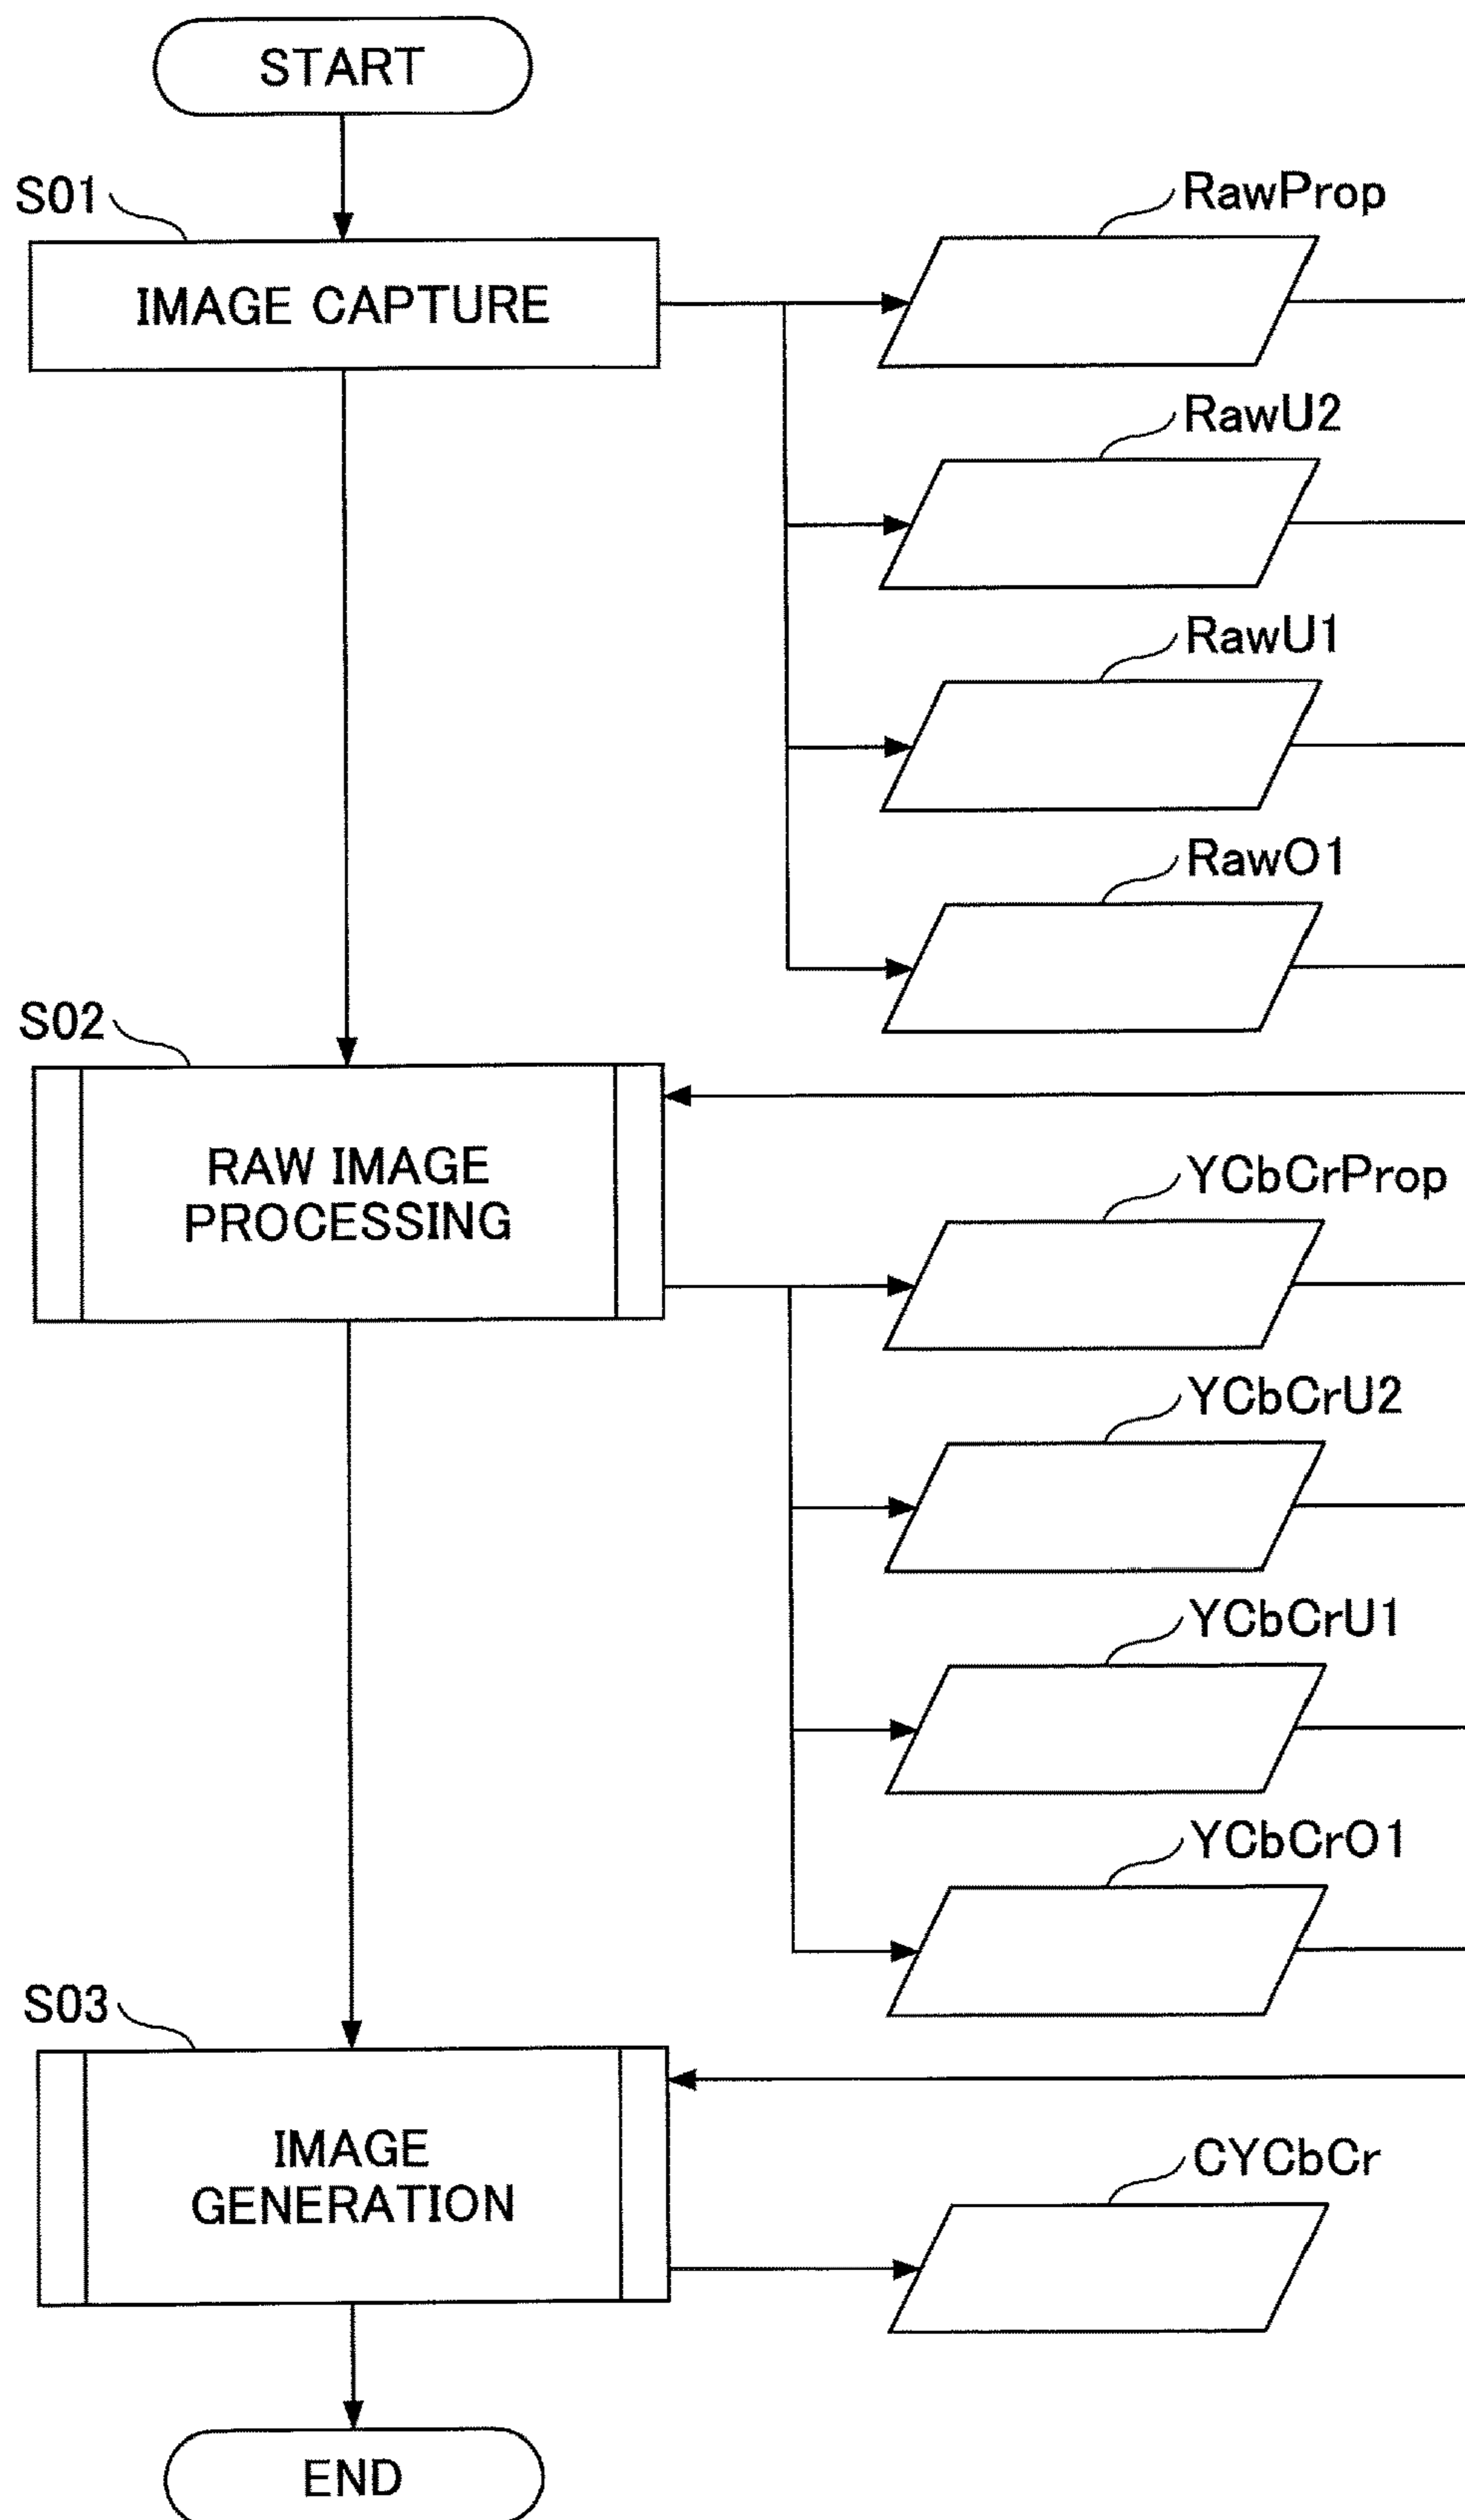 START
S01
RawProp
IMAGE CAPTURE
RawU2
RawU1
RawO1
S02
RAW IMAGE
PROCESSING
YCbCrProp
YCbCrU2
YCbCrU1
YCbCrO1
S03
IMAGE
GENERATION
CYCbCr
END